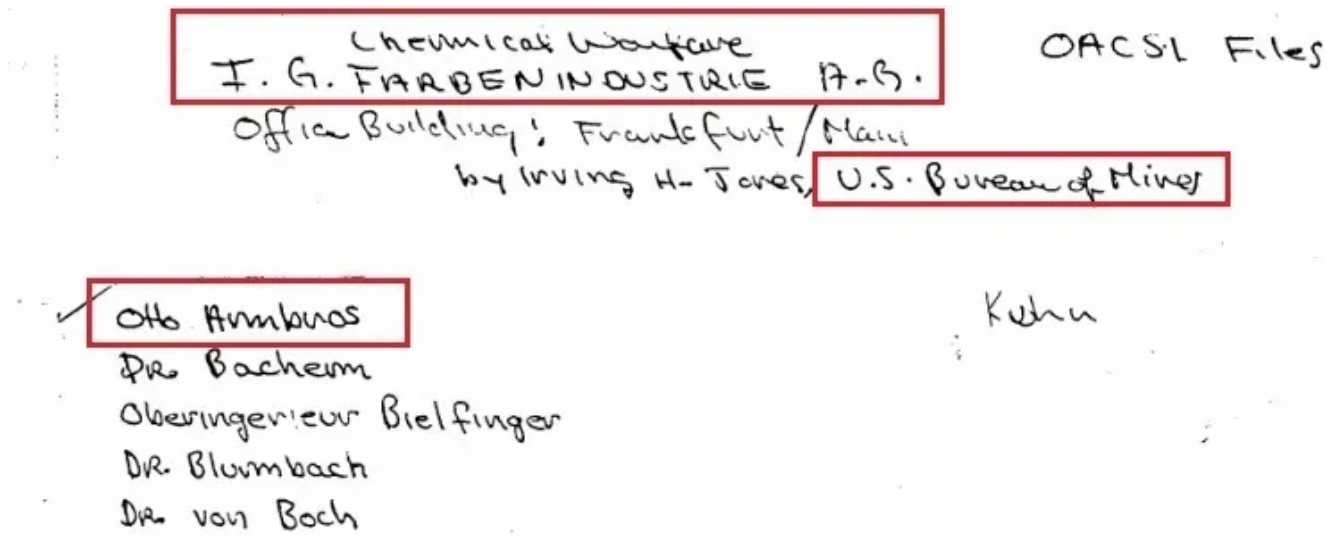 Chemical Warfare OACSI Files
I. G. FARBENINDUSTRIE A.G.
Office Building: Frankfurt/Main
by Irving H. Jones, U.S. Bureau of Mines
Otto Ambros Kuhn
Dr. Bachem
Oberingenieur Bielfinger
DR. Blumbach
DR. von Boch